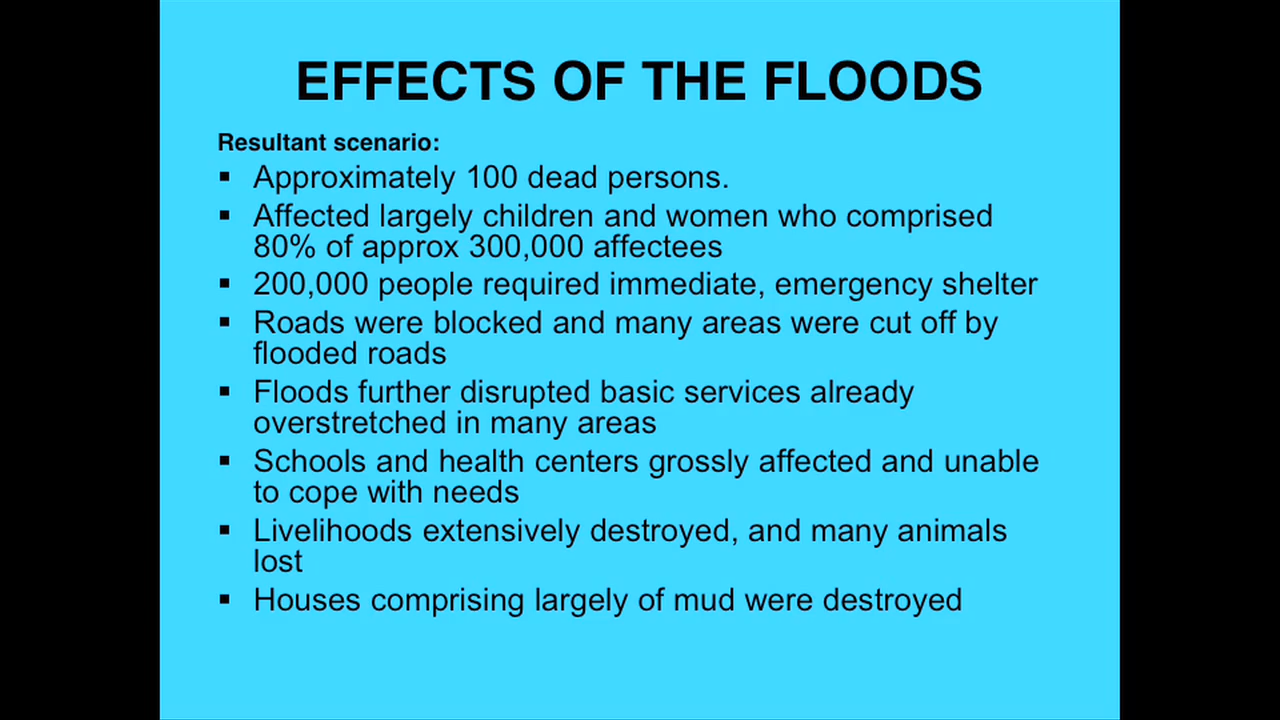 EFFECTS OF THE FLOODS
Resultant scenario:
▪ Approximately 100 dead persons.
▪ Affected largely children and women who comprised
80% of approx 300,000 affectees
▪ 200,000 people required immediate, emergency shelter
▪ Roads were blocked and many areas were cut off by
flooded roads
▪ Floods further disrupted basic services already
overstretched in many areas
▪ Schools and health centers grossly affected and unable
to cope with needs
▪ Livelihoods extensively destroyed, and many animals
lost
▪ Houses comprising largely of mud were destroyed